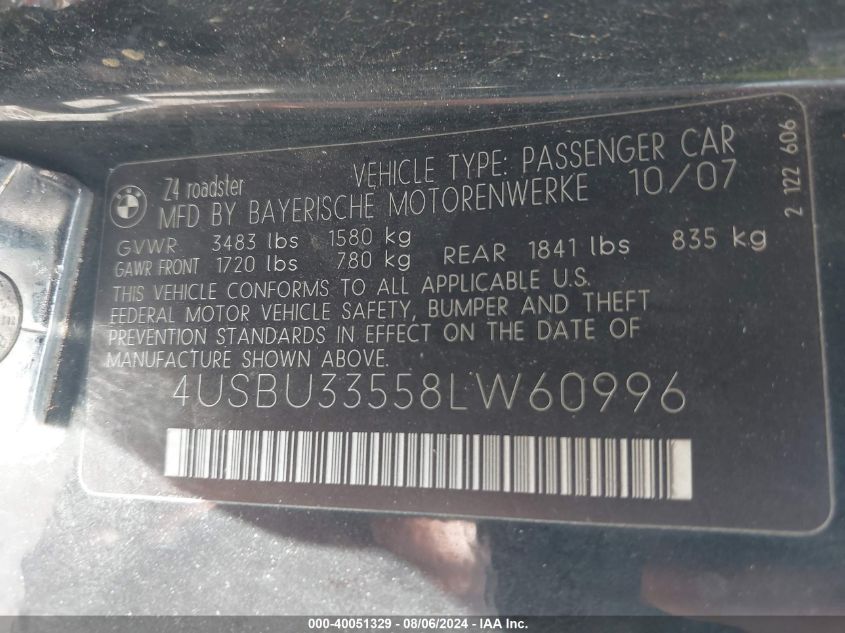 Z4 roadster VEHICLE TYPE: PASSENGER CAR
MFD BY BAYERISCHE MOTORENWERKE 10/07
GVWR 3483 lbs 1580 kg
GAWR FRONT 1720 lbs 780 kg REAR 1841 lbs 835 kg
THIS VEHICLE CONFORMS TO ALL APPLICABLE U.S.
FEDERAL MOTOR VEHICLE SAFETY, BUMPER AND THEFT
PREVENTION STANDARDS IN EFFECT ON THE DATE OF
MANUFACTURE SHOWN ABOVE.
4USBU33558LW60996
2 122 606
000-40051329 - 08/06/2024 - IAA Inc.